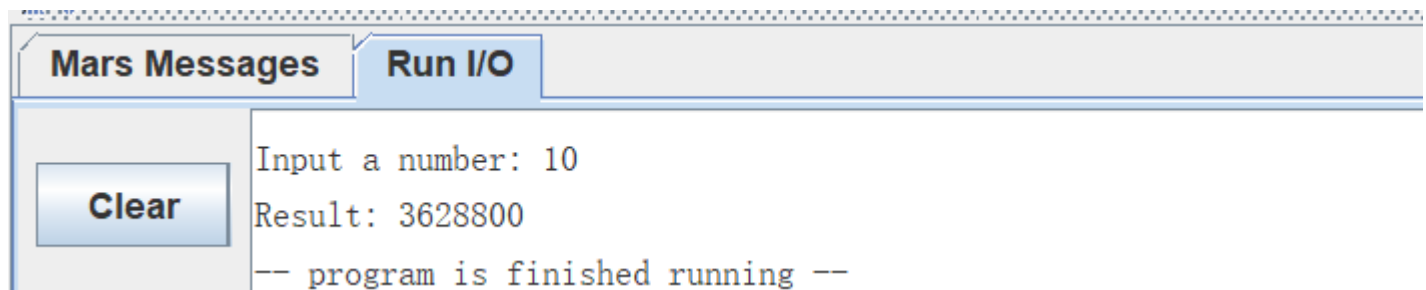 Mars Messages Run I/O
Input a number: 10
Clear
Result: 3628800
-- program is finished running --